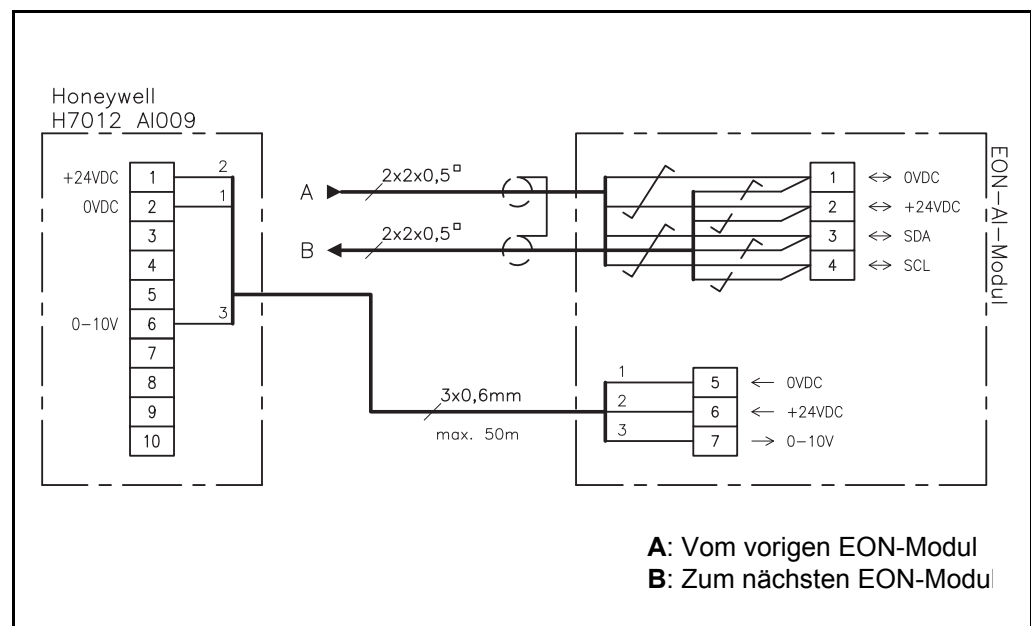 Honeywell
H7012 AI009
+24VDC 1 2
0VDC 2 1
3
4
5
0-10V 6 3
7
8
9
10
A 2x2x0,5□
B 2x2x0,5□
3x0,6mm
max. 50m
EON-AI-Modul
1 <-> 0VDC
2 <-> +24VDC
3 <-> SDA
4 <-> SCL
1 5 <- 0VDC
2 6 <- +24VDC
3 7 -> 0-10V
A: Vom vorigen EON-Modul
B: Zum nächsten EON-Modul